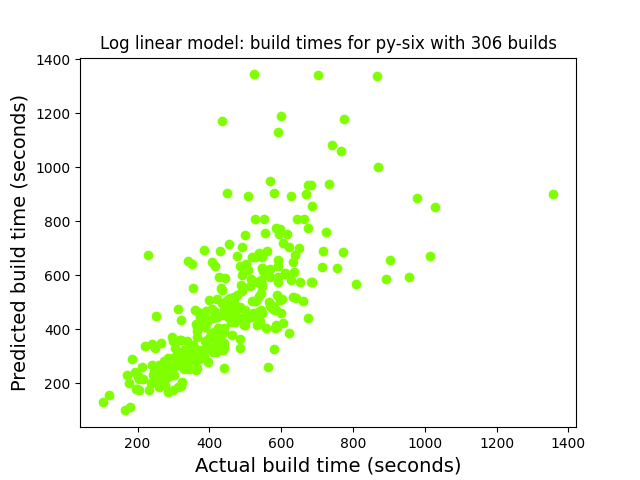 Log linear model: build times for py-six with 306 builds
Predicted build time (seconds)
1400
1200
1000
800
600
400
200
200 400 600 800 1000 1200 1400
Actual build time (seconds)